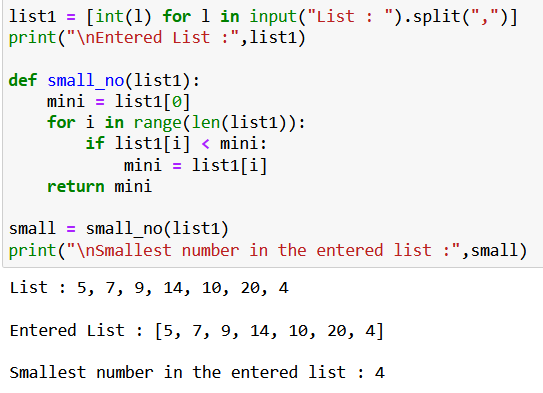 list1 = [int(l) for l in input("List : ").split(",")]
print("\nEntered List :",list1)
def small_no(list1):
    mini = list1[0]
    for i in range(len(list1)):
        if list1[i] < mini:
            mini = list1[i]
    return mini
small = small_no(list1)
print("\nSmallest number in the entered list :",small)
List : 5, 7, 9, 14, 10, 20, 4
Entered List : [5, 7, 9, 14, 10, 20, 4]
Smallest number in the entered list : 4